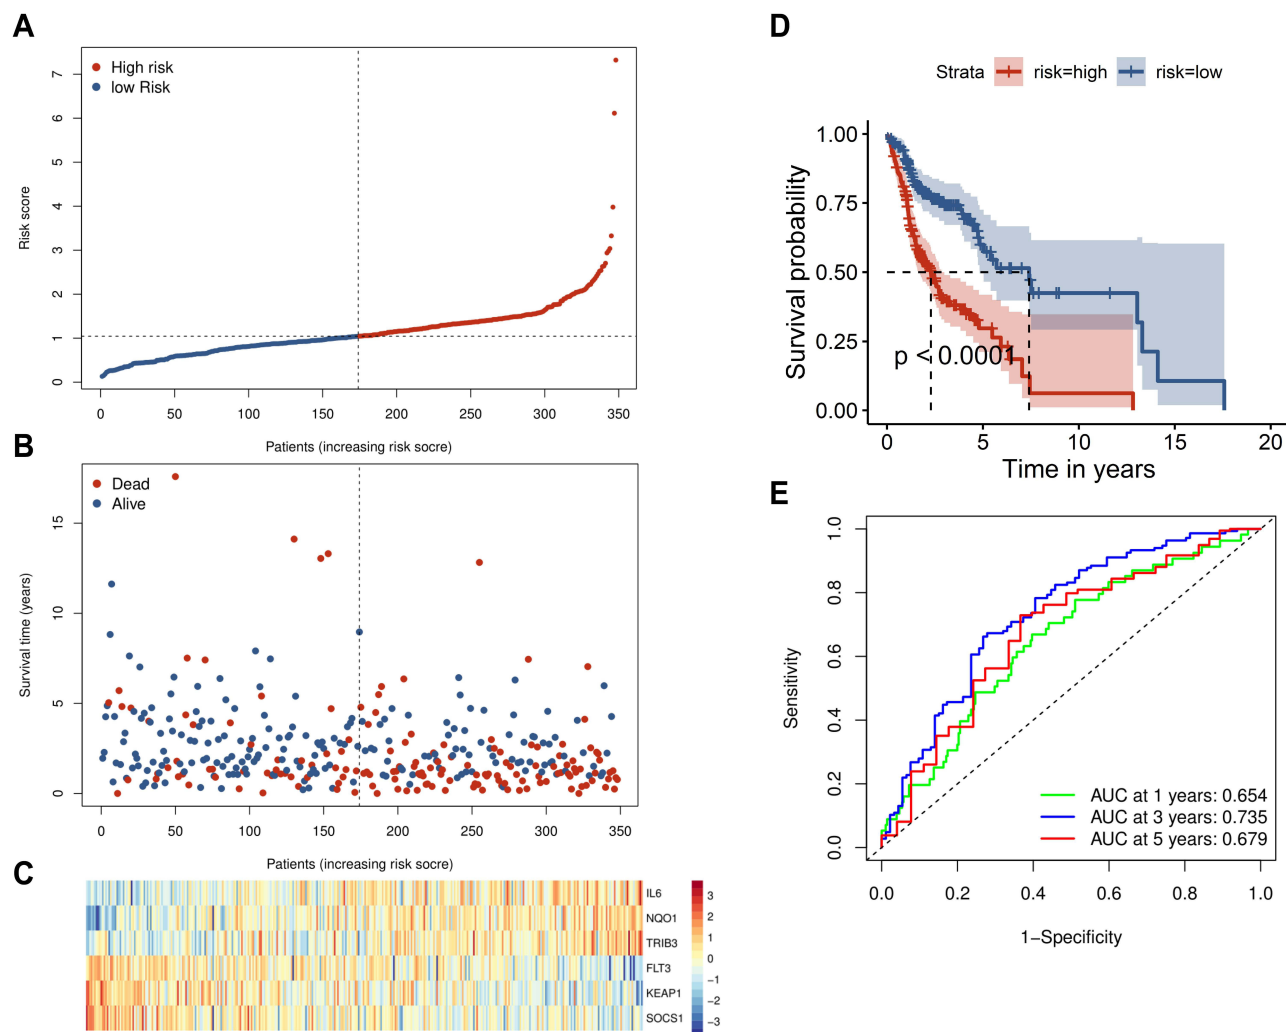 A
High risk
low Risk
Risk score
7
6
5
4
3
2
1
0
0 50 100 150 200 250 300 350
Patients (increasing risk socre)
B
Dead
Alive
Survival time (years)
15
10
5
0
0 50 100 150 200 250 300 350
Patients (increasing risk socre)
C
IL6
NQO1
TRIB3
FLT3
KEAP1
SOCS1
3
2
1
0
−1
−2
−3
D
Strata risk=high risk=low
Survival probability
1.00
0.75
0.50
0.25
0.00
p < 0.0001
0 5 10 15 20
Time in years
E
Sensitivity
1.0
0.8
0.6
0.4
0.2
0.0
AUC at 1 years: 0.654
AUC at 3 years: 0.735
AUC at 5 years: 0.679
0.0 0.2 0.4 0.6 0.8 1.0
1−Specificity